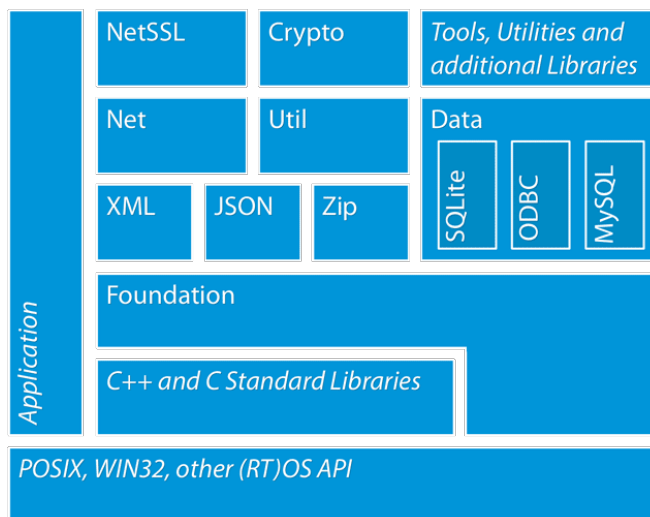 NetSSL
Crypto
Tools, Utilities and
additional Libraries
Net
Util
Data
SQLite
ODBC
MySQL
XML
JSON
Zip
Foundation
Application
C++ and C Standard Libraries
POSIX, WIN32, other (RT)OS API